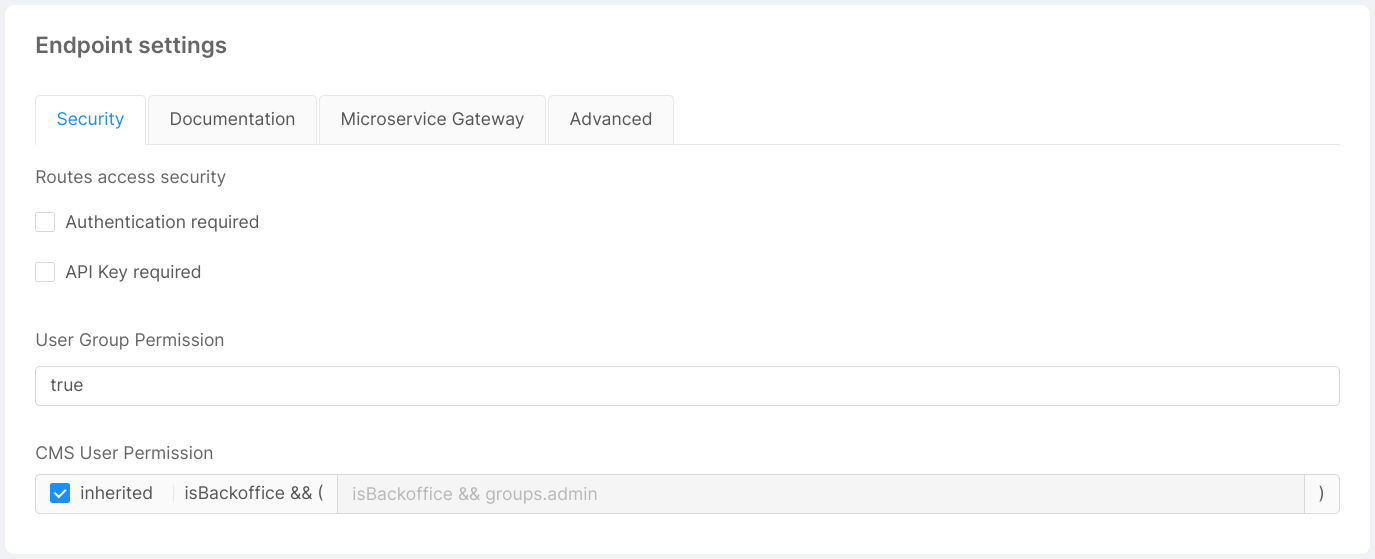 Endpoint settings
Security Documentation Microservice Gateway Advanced
Routes access security
Authentication required
API Key required
User Group Permission
true
CMS User Permission
inherited isBackoffice && ( isBackoffice && groups.admin )